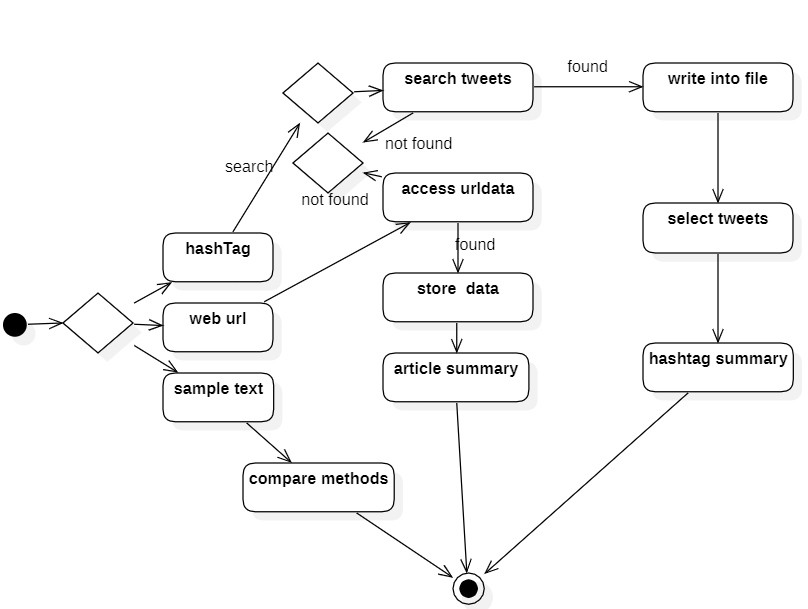 search tweets
found
write into file
not found
search
access urldata
not found
select tweets
hashTag
found
store  data
web url
article summary
hashtag summary
sample text
compare methods